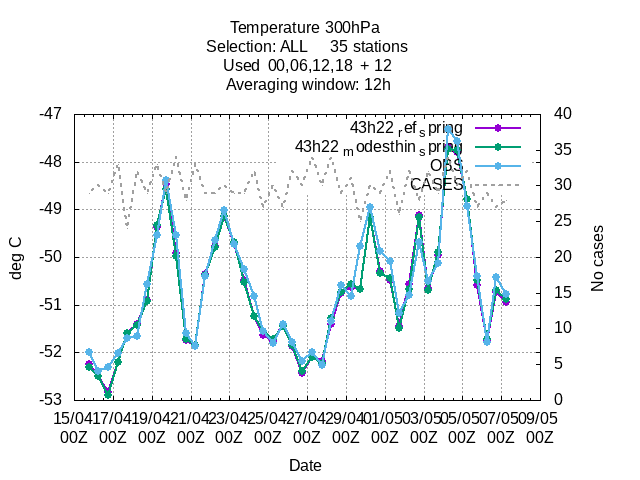 Temperature 300hPa
Selection: ALL 35 stations
Used 00,06,12,18 + 12
Averaging window: 12h
-47
-48
-49
-50
-51
-52
-53
deg C
40
35
30
25
20
15
10
5
0
No cases
43h22 refspring
43h22 modesthinspring
OBS
CASES
15/04 17/04 19/04 21/04 23/04 25/04 27/04 29/04 01/05 03/05 05/05 07/05 09/05
00Z 00Z 00Z 00Z 00Z 00Z 00Z 00Z 00Z 00Z 00Z 00Z 00Z
Date